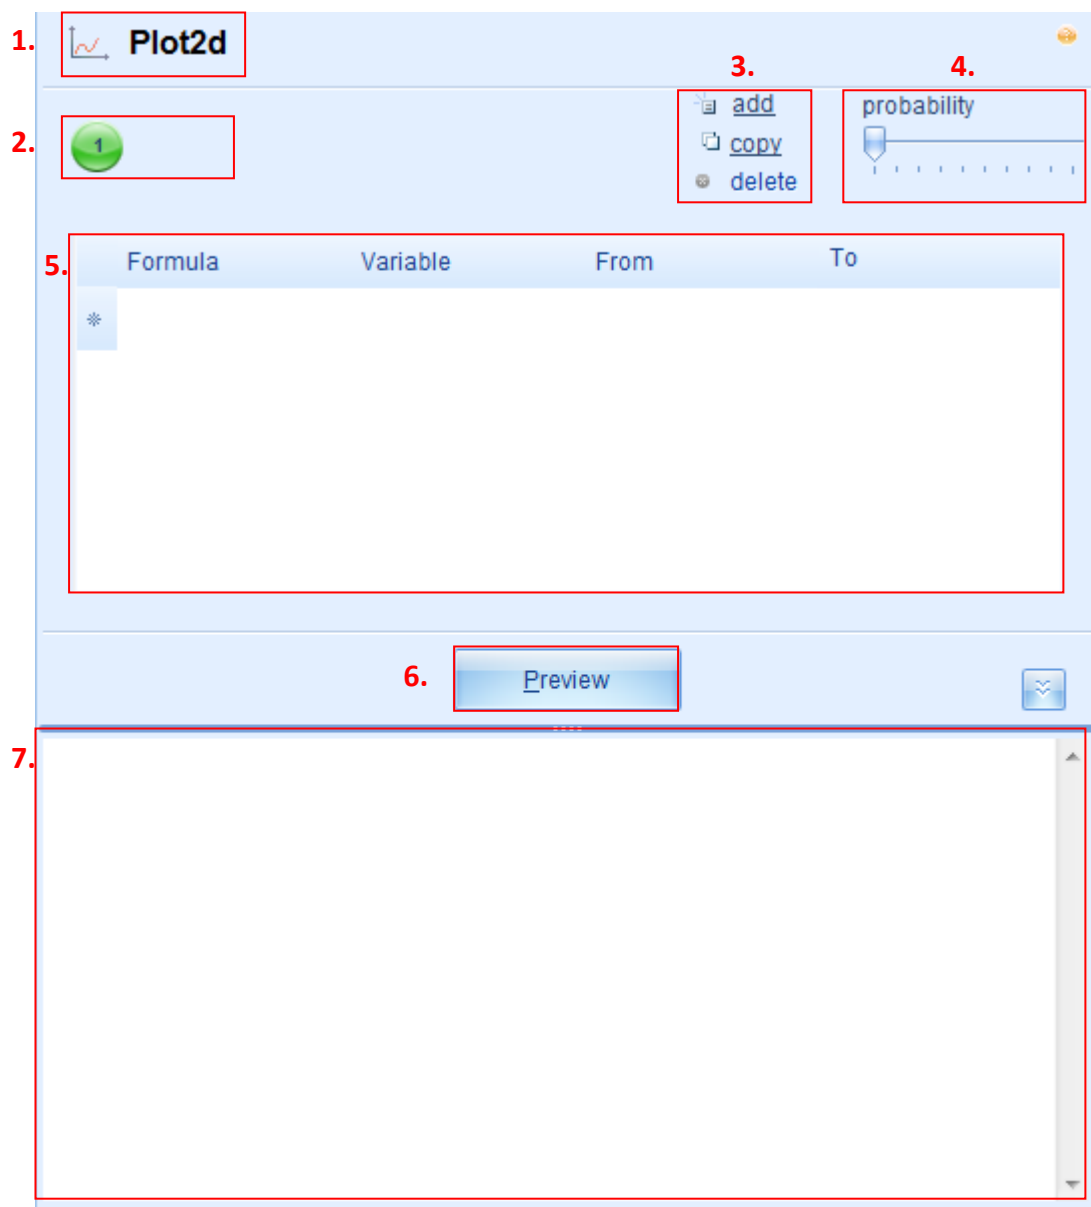 1. Plot2d
3. 4.
add probability
2. 1
copy
delete
5. Formula Variable From To
6. Preview
7.